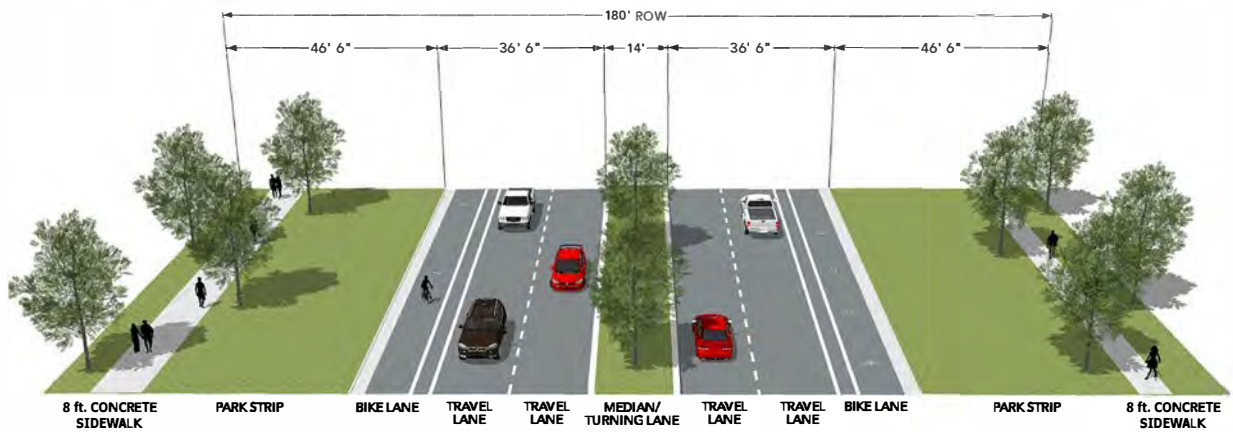 180' ROW
46' 6" 36' 6" 14' 36' 6" 46' 6"
8 ft. CONCRETE
SIDEWALK
PARK STRIP
BIKE LANE
TRAVEL
LANE
TRAVEL
LANE
MEDIAN/
TURNING LANE
TRAVEL
LANE
TRAVEL
LANE
BIKE LANE
PARK STRIP
8 ft. CONCRETE
SIDEWALK